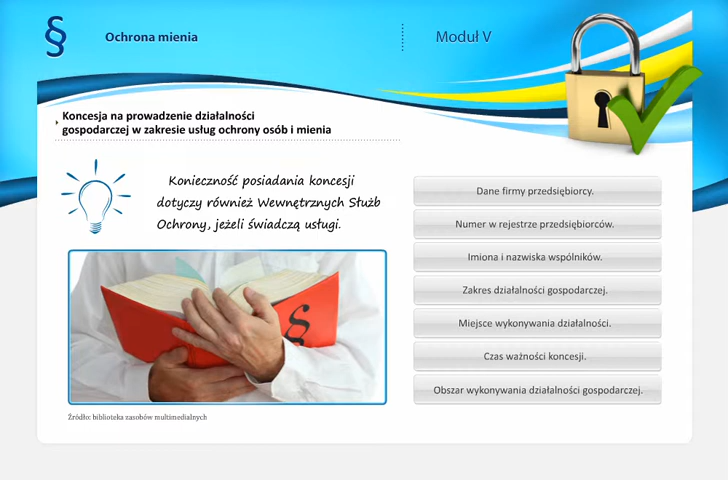 §
Ochrona mienia
Moduł V
Koncesja na prowadzenie działalności
gospodarczej w zakresie usług ochrony osób i mienia
Konieczność posiadania koncesji
dotyczy również Wewnętrznych Służb
Ochrony, jeżeli świadczą usługi.
§
Źródło: biblioteka zasobów multimedialnych
Dane firmy przedsiębiorcy.
Numer w rejestrze przedsiębiorców.
Imiona i nazwiska wspólników.
Zakres działalności gospodarczej.
Miejsce wykonywania działalności.
Czas ważności koncesji.
Obszar wykonywania działalności gospodarczej.